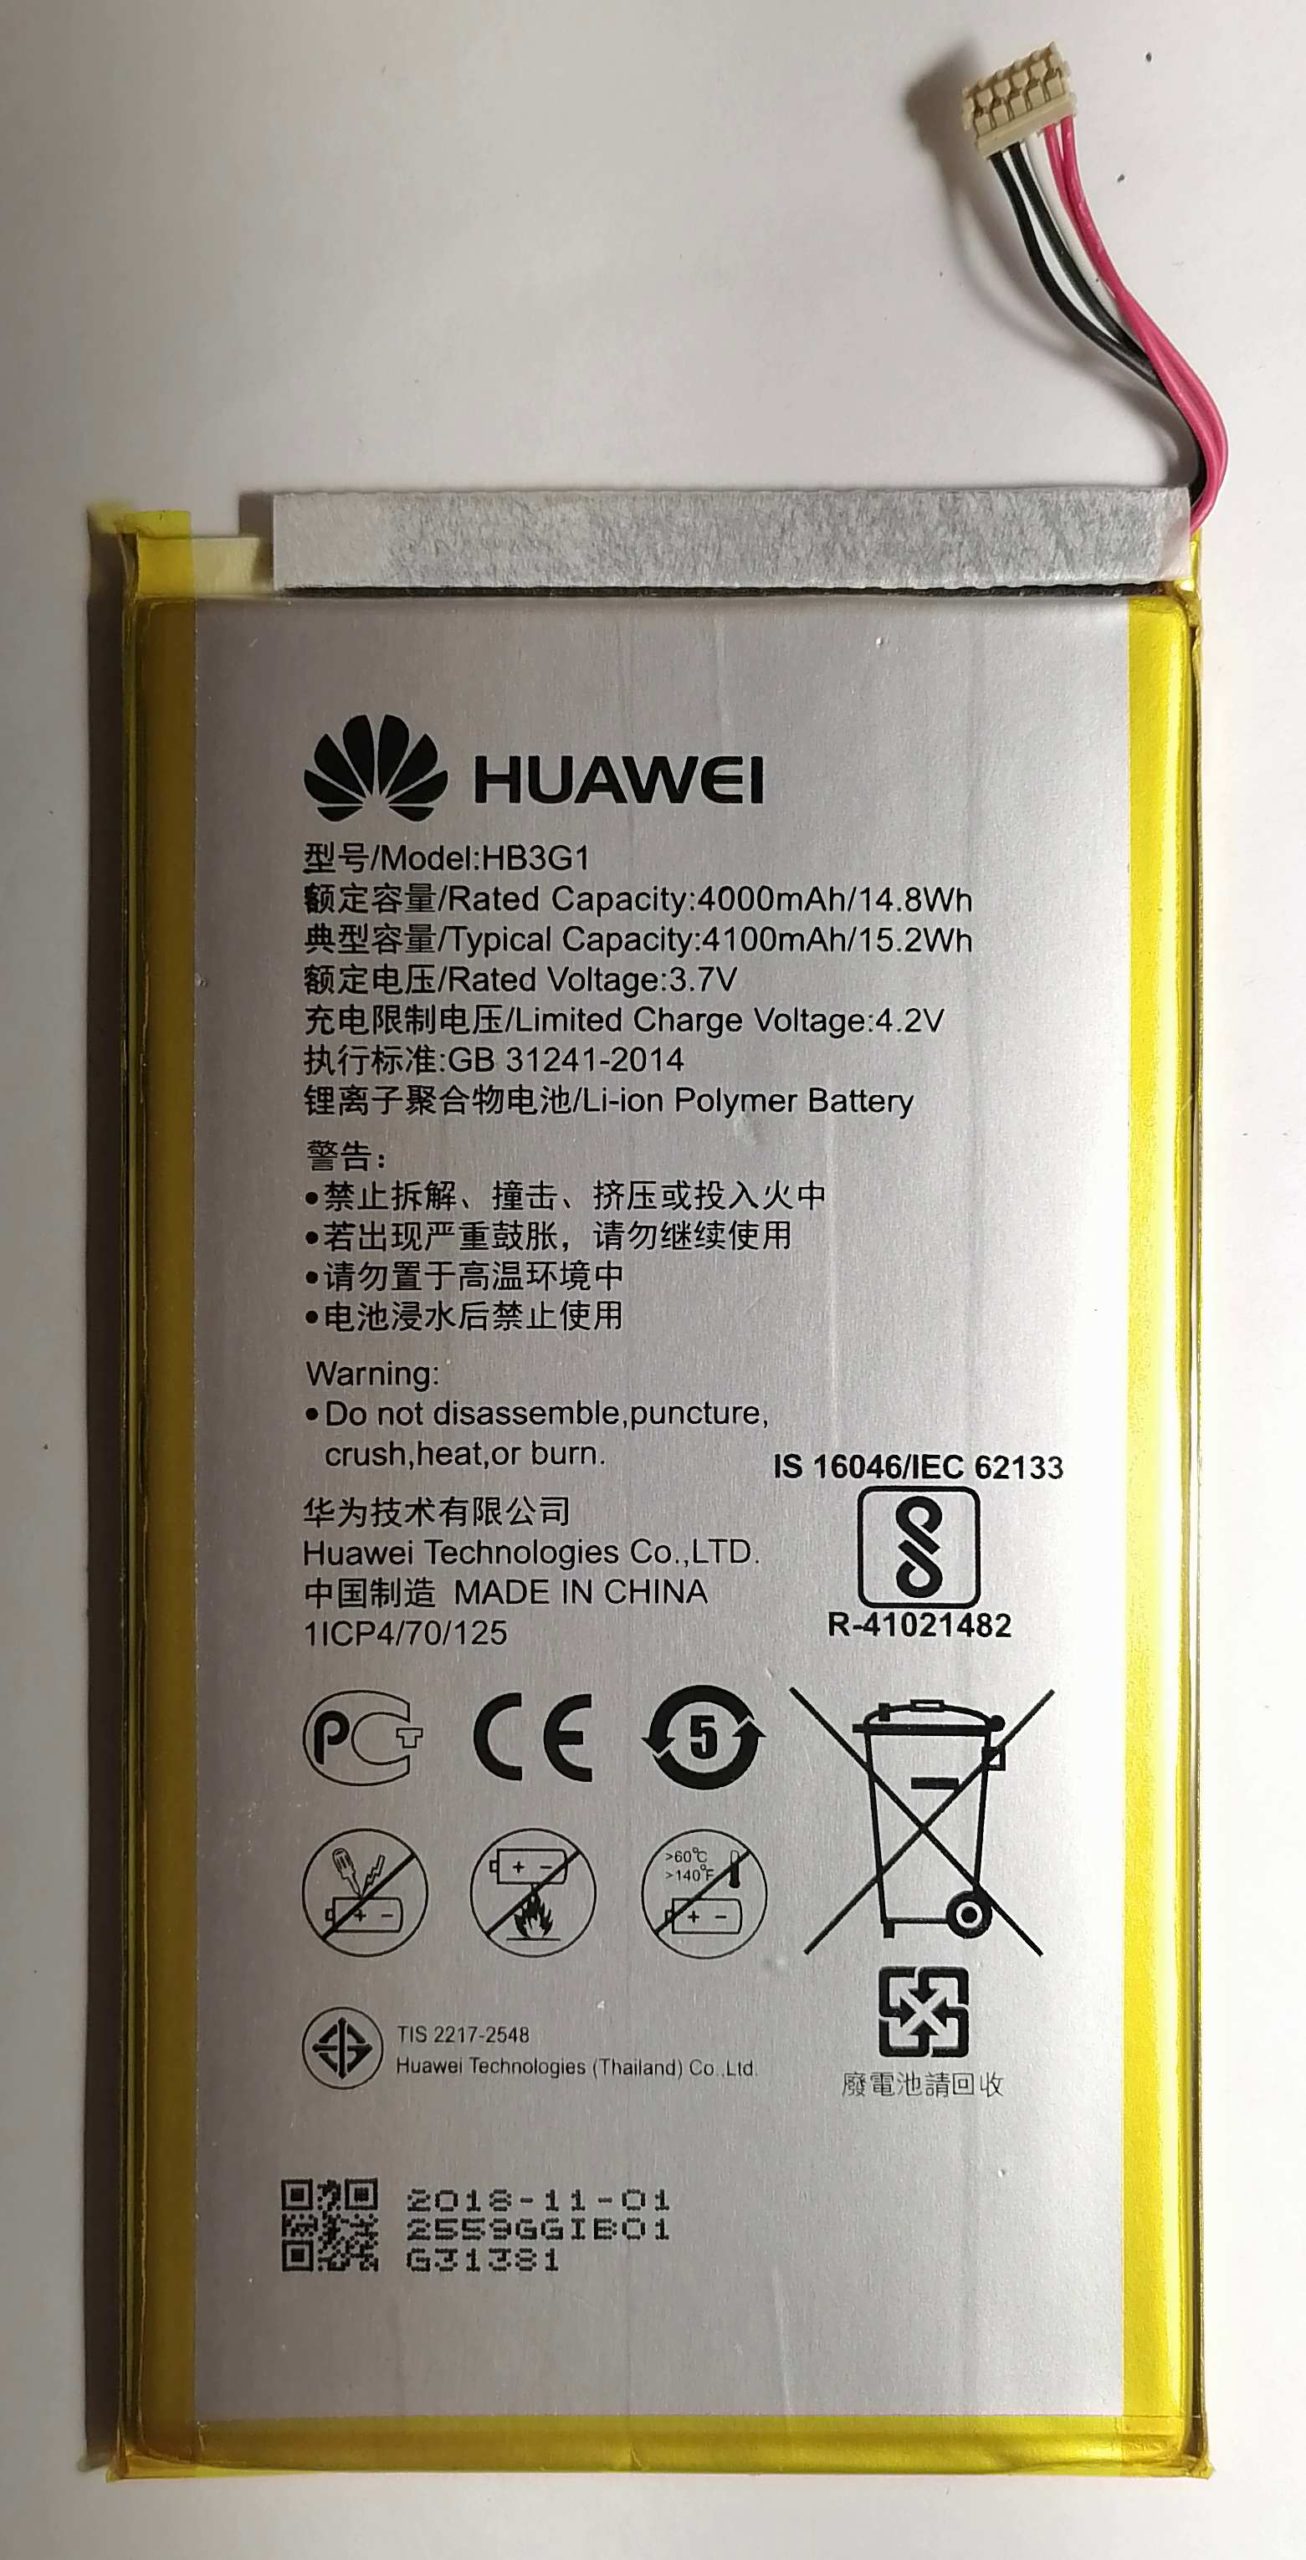 HUAWEI
型号/Model:HB3G1
额定容量/Rated Capacity:4000mAh/14.8Wh
典型容量/Typical Capacity:4100mAh/15.2Wh
额定电压/Rated Voltage:3.7V
充电限制电压/Limited Charge Voltage:4.2V
执行标准:GB 31241-2014
锂离子聚合物电池/Li-ion Polymer Battery
警告：
•禁止拆解、撞击、挤压或投入火中
•若出现严重鼓胀，请勿继续使用
•请勿置于高温环境中
•电池浸水后禁止使用
Warning:
•Do not disassemble,puncture,
crush,heat,or burn.
IS 16046/IEC 62133
R-41021482
华为技术有限公司
Huawei Technologies Co.,LTD.
中国制造 MADE IN CHINA
1ICP4/70/125
PCT
CE
5
+ -
+ -
>60℃
>140°F
+ -
TIS 2217-2548
Huawei Technologies (Thailand) Co.,Ltd.
廢電池請回收
2018-11-01
2559GGIB01
G31381